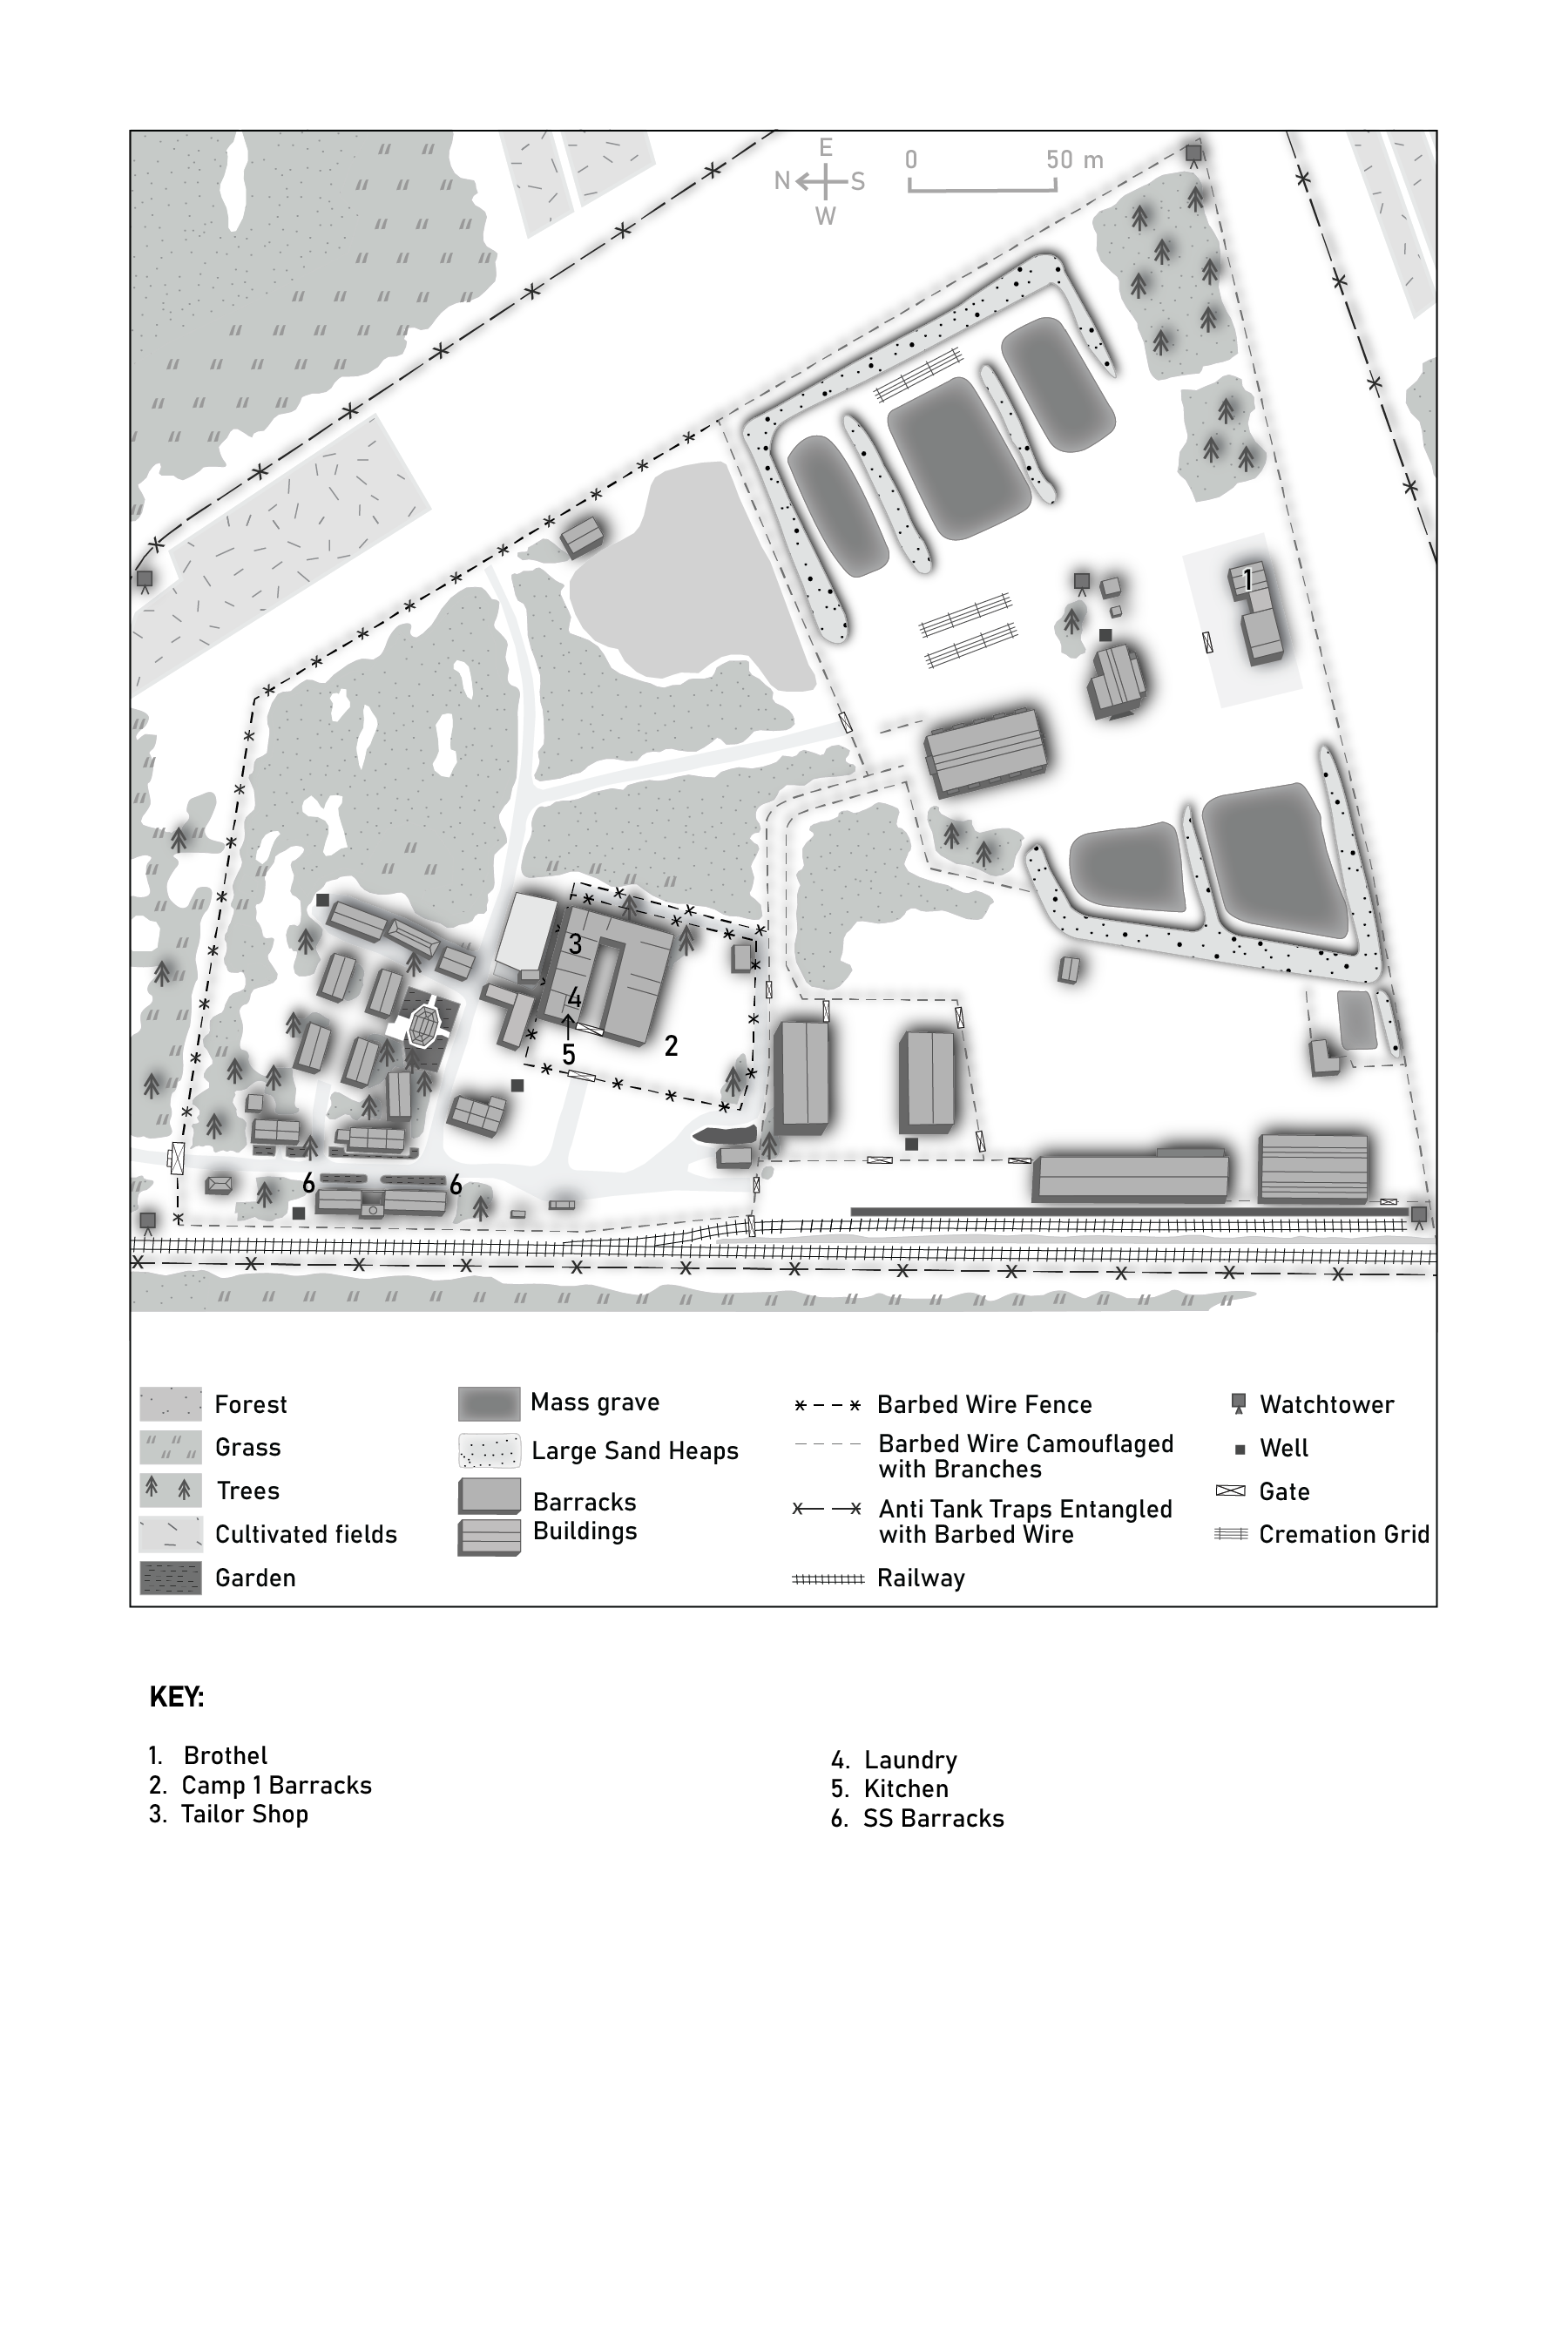 E
N S
W
0 50 m
1
3
4
2
5
6 6
Forest
Grass
Trees
Cultivated fields
Garden
Mass grave
Large Sand Heaps
Barracks
Buildings
Barbed Wire Fence
Barbed Wire Camouflaged
with Branches
Anti Tank Traps Entangled
with Barbed Wire
Railway
Watchtower
Well
Gate
Cremation Grid
KEY:
1. Brothel
2. Camp 1 Barracks
3. Tailor Shop
4. Laundry
5. Kitchen
6. SS Barracks